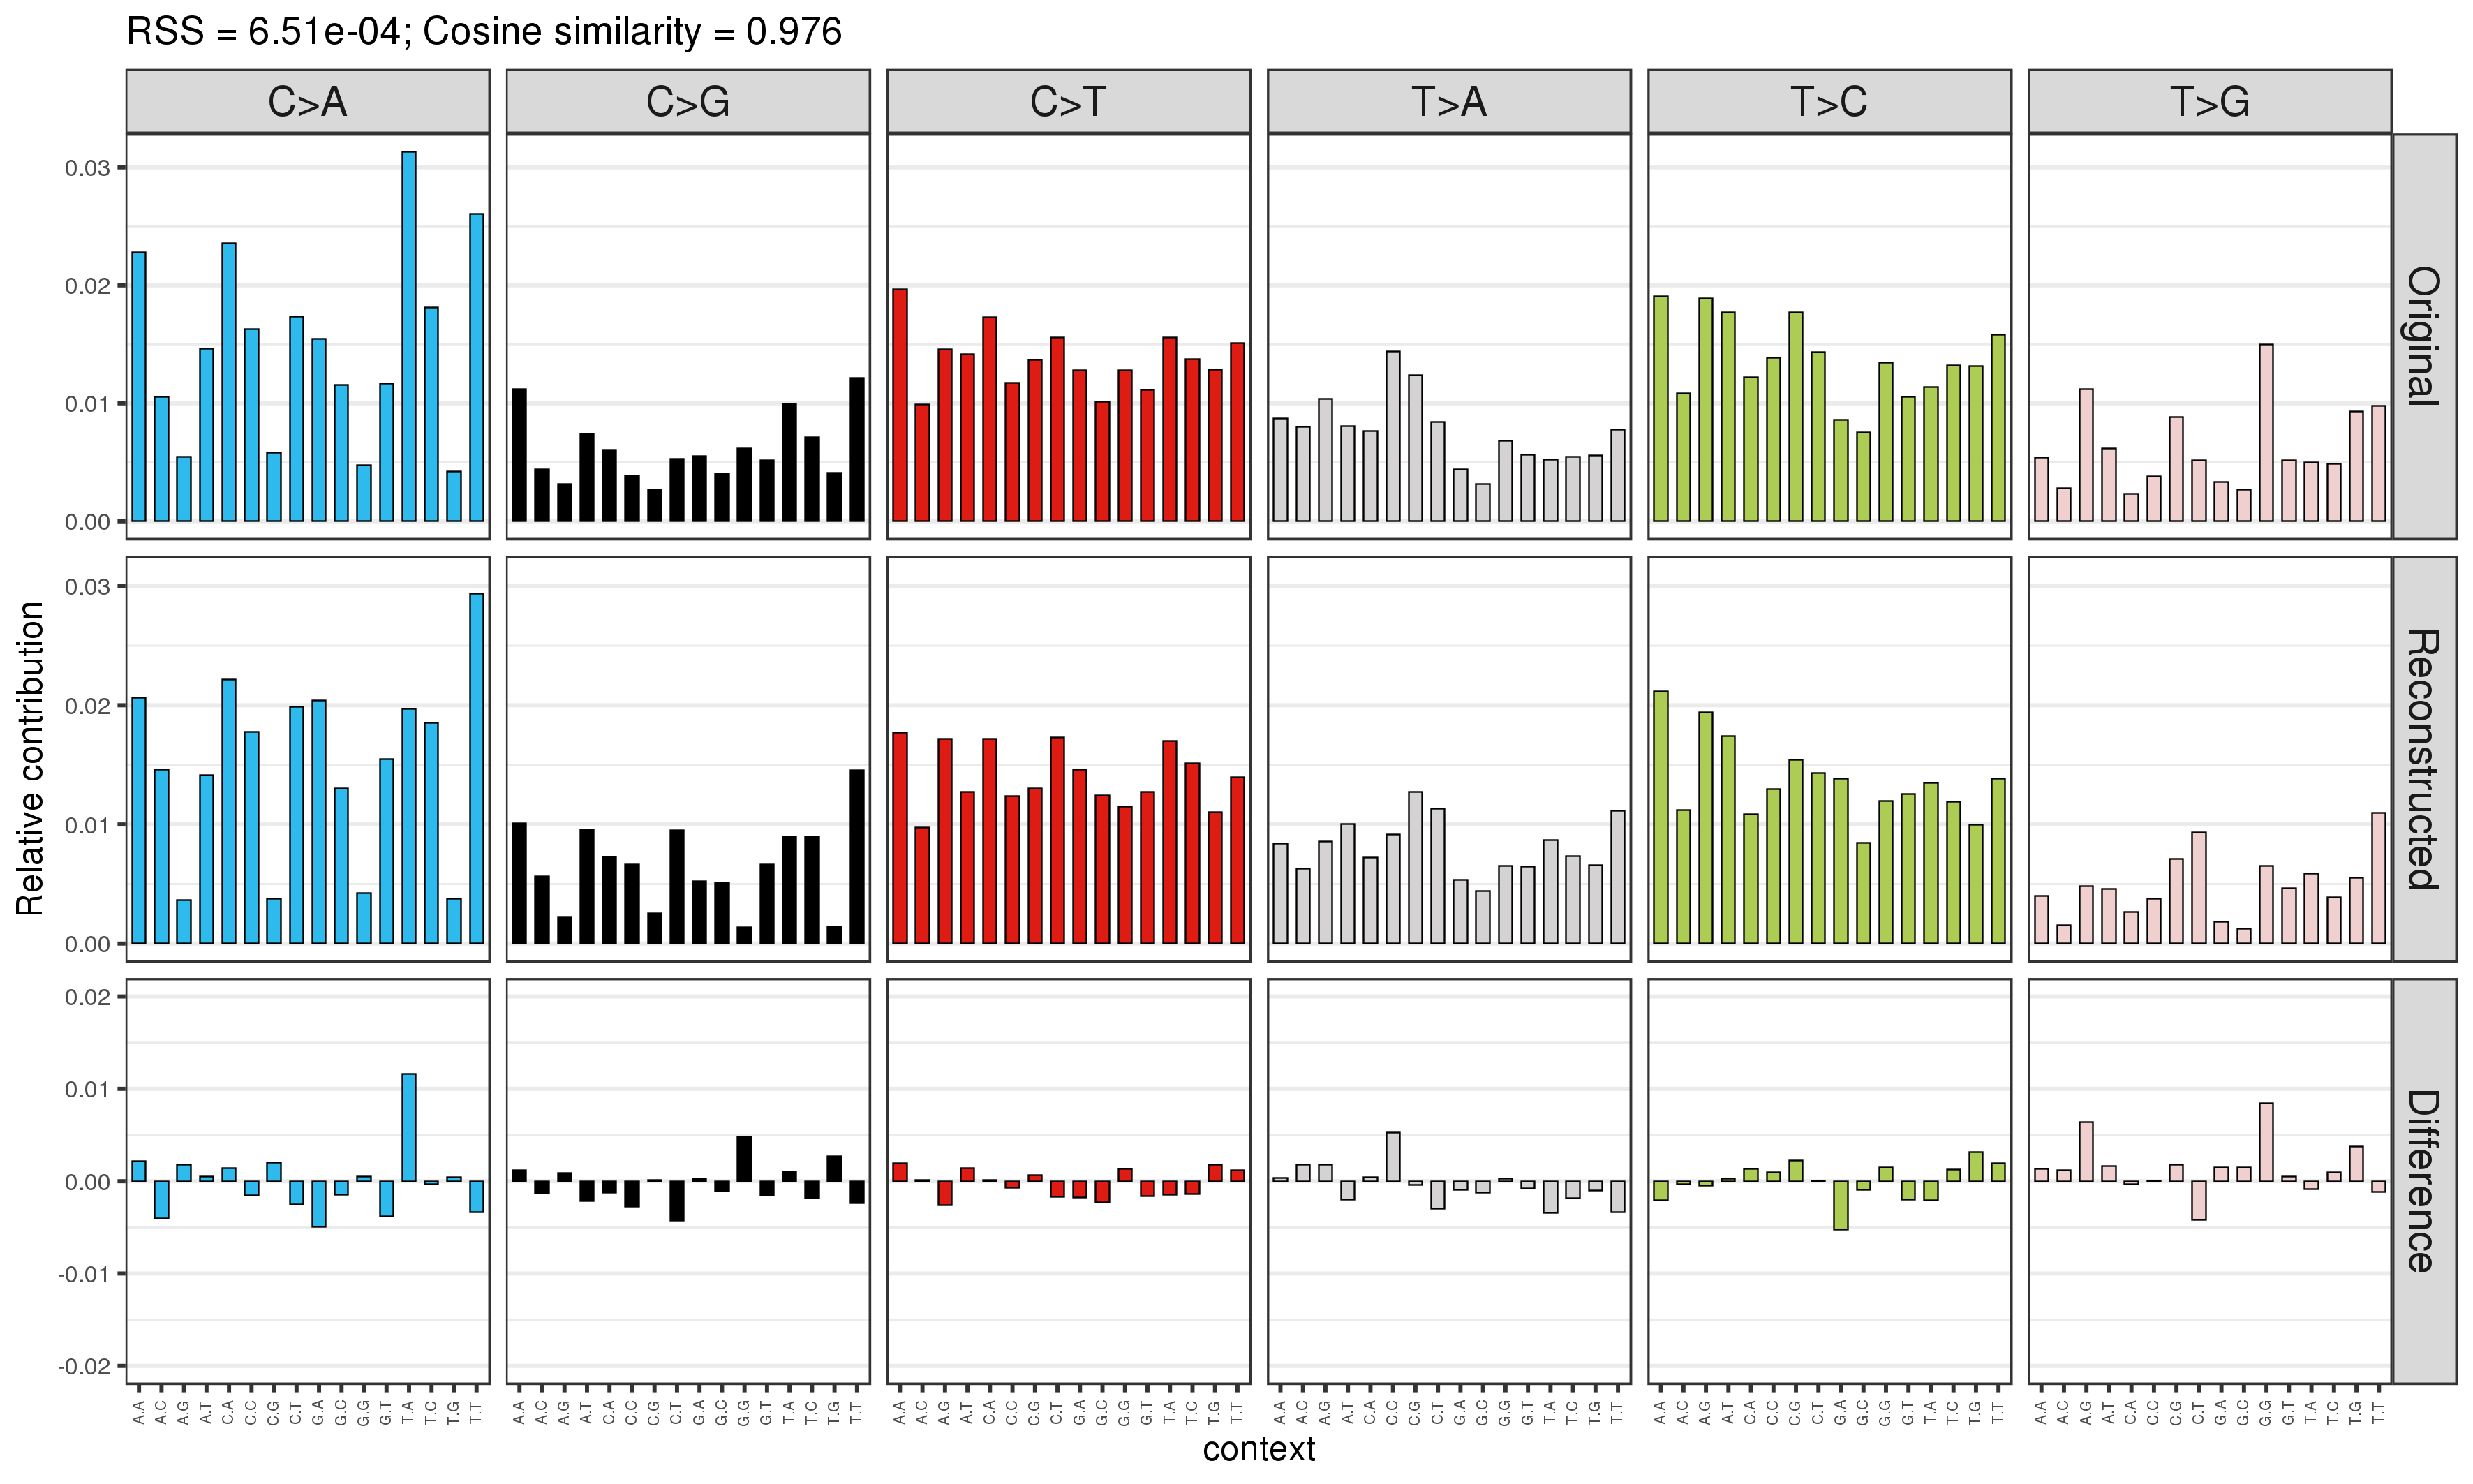 RSS = 6.51e-04; Cosine similarity = 0.976
C>A C>G C>T T>A T>C T>G
0.03
0.02
0.01
0.00
Original
Relative contribution
0.03
0.02
0.01
0.00
Reconstructed
0.02
0.01
0.00
-0.01
-0.02
Difference
A.A A.C A.G A.T C.A C.C C.G C.T G.A G.C G.G G.T T.A T.C T.G T.T
A.A A.C A.G A.T C.A C.C C.G C.T G.A G.C G.G G.T T.A T.C T.G T.T
A.A A.C A.G A.T C.A C.C C.G C.T G.A G.C G.G G.T T.A T.C T.G T.T
A.A A.C A.G A.T C.A C.C C.G C.T G.A G.C G.G G.T T.A T.C T.G T.T
A.A A.C A.G A.T C.A C.C C.G C.T G.A G.C G.G G.T T.A T.C T.G T.T
A.A A.C A.G A.T C.A C.C C.G C.T G.A G.C G.G G.T T.A T.C T.G T.T
context